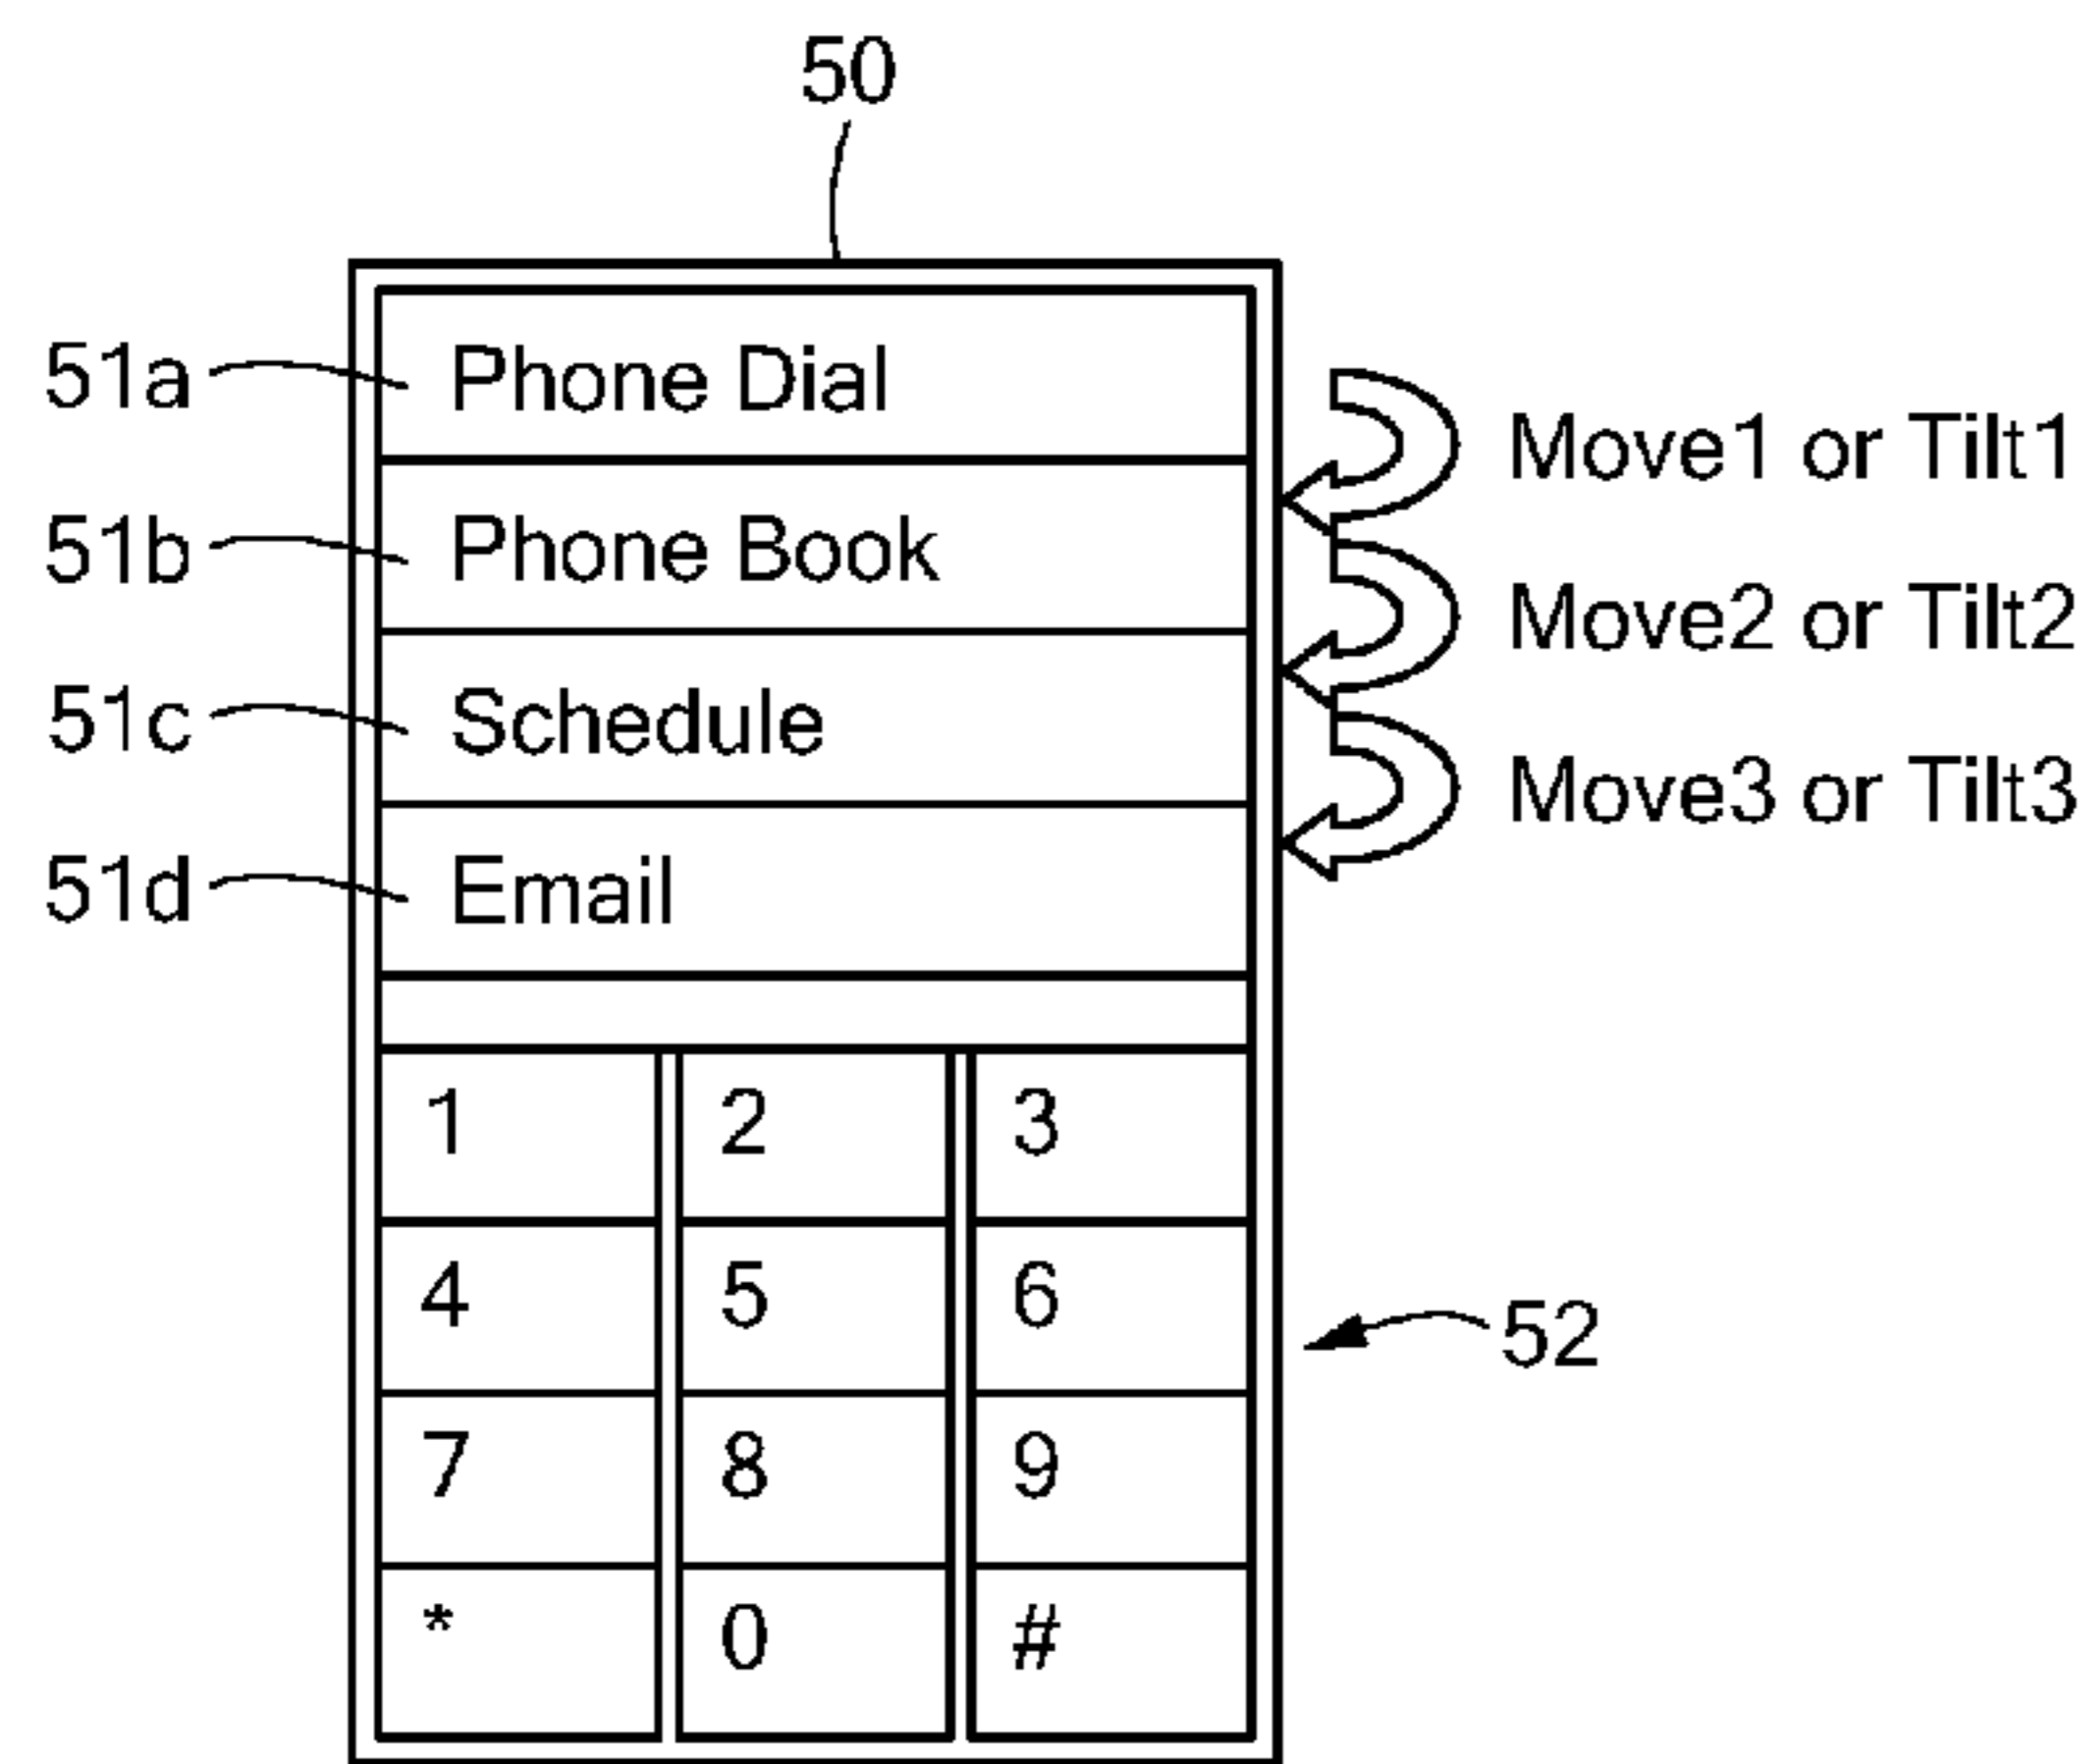 50
51a Phone Dial
Move1 or Tilt1
51b Phone Book
Move2 or Tilt2
51c Schedule
Move3 or Tilt3
51d Email
1 2 3
4 5 6
52
7 8 9
* 0 #